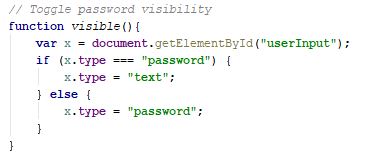 // Toggle password visibility
function visible(){
    var x = document.getElementById("userInput");
    if (x.type === "password") {
        x.type = "text";
    } else {
        x.type = "password";
    }
}